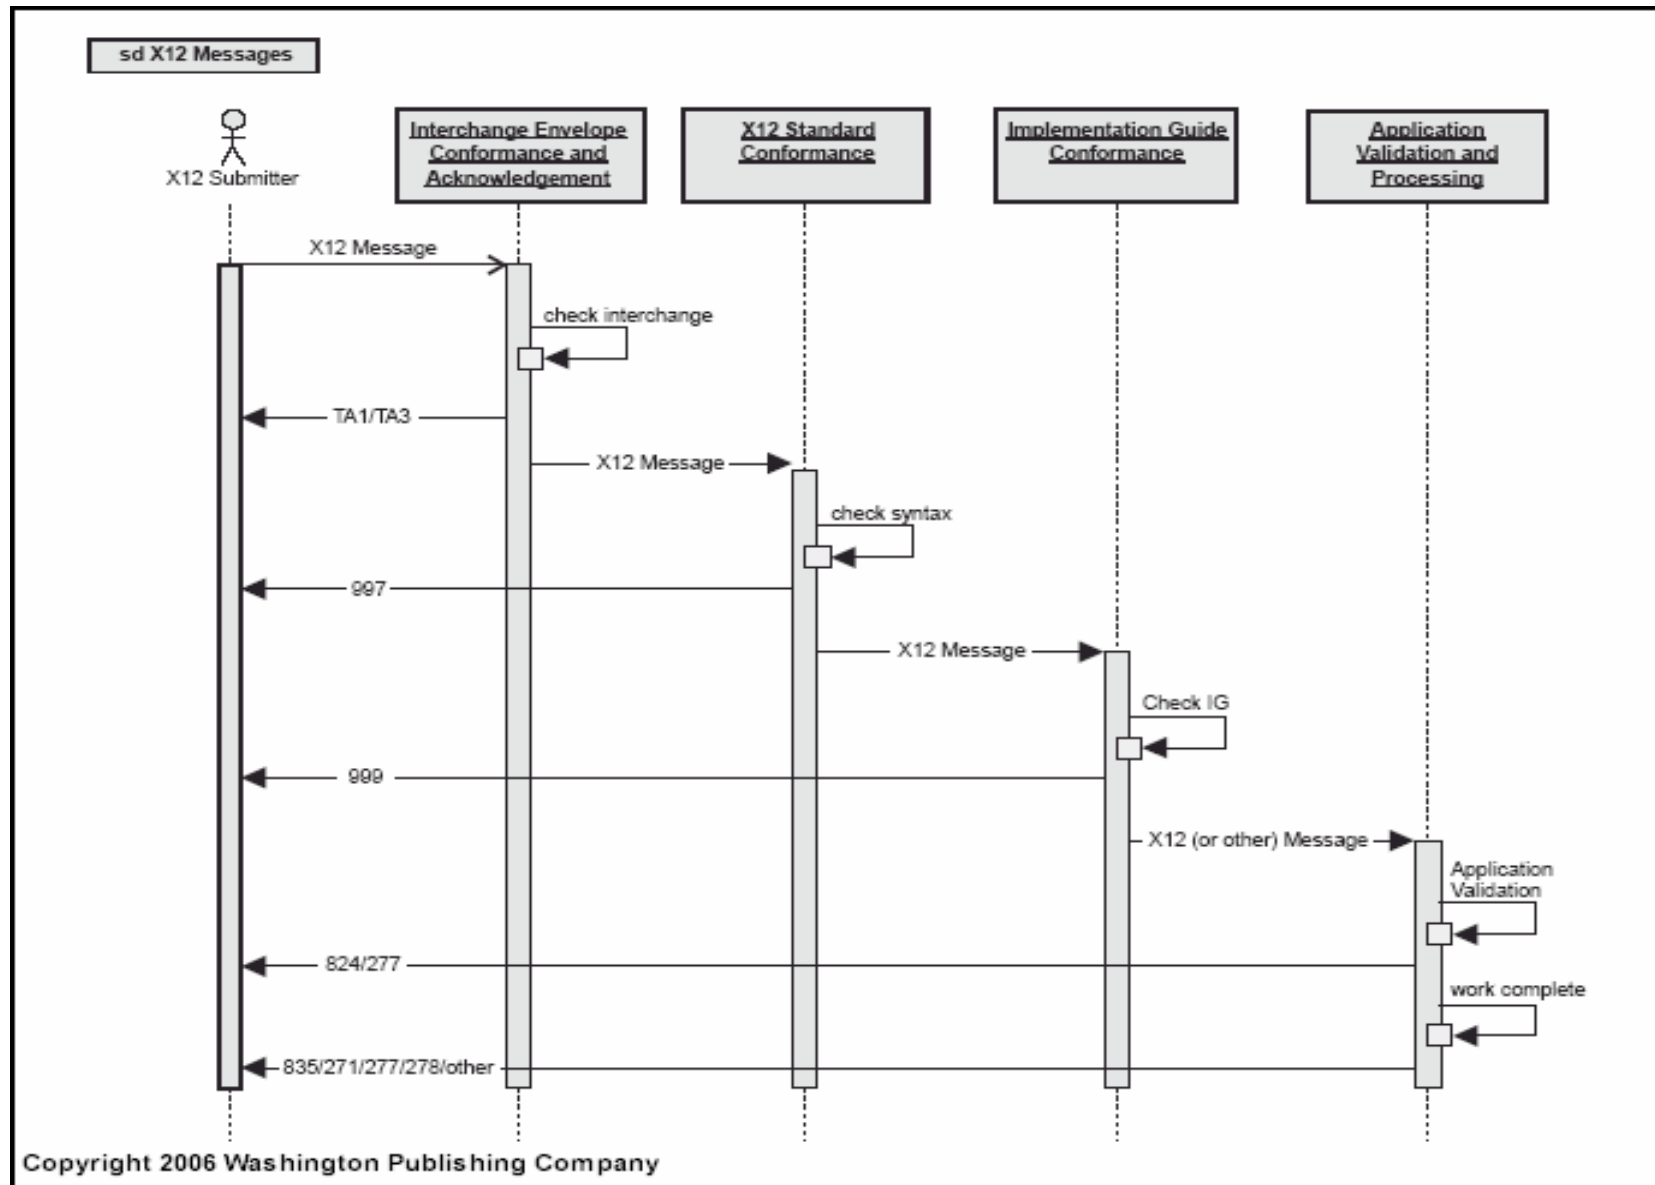 sd X12 Messages
X12 Submitter
Interchange Envelope
Conformance and
Acknowledgement
X12 Standard
Conformance
Implementation Guide
Conformance
Application
Validation and
Processing
X12 Message
check interchange
TA1/TA3
X12 Message
check syntax
997
X12 Message
Check IG
999
X12 (or other) Message
Application
Validation
824/277
work complete
835/271/277/278/other
Copyright 2006 Washington Publishing Company